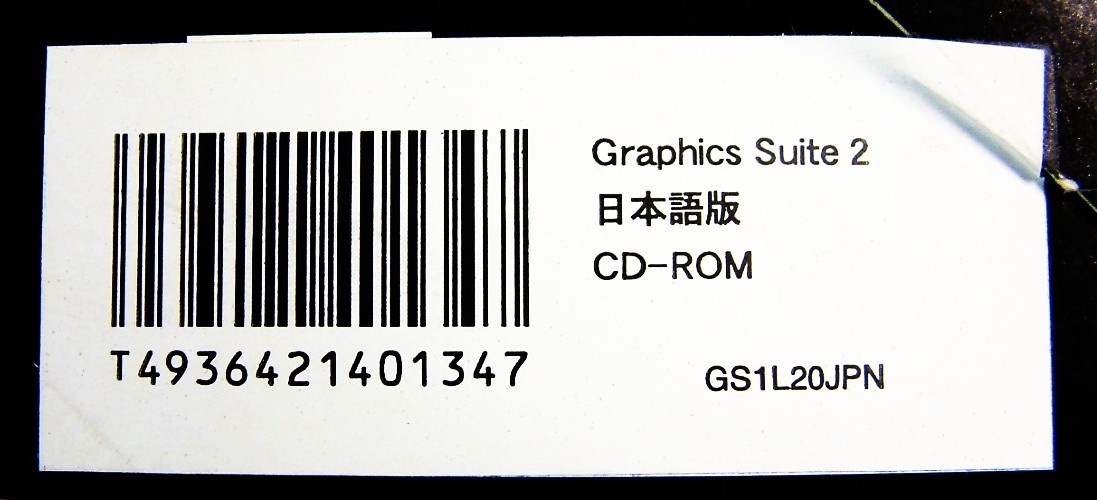 Graphics Suite 2
日本語版
CD-ROM
T4936421401347
GS1L20JPN